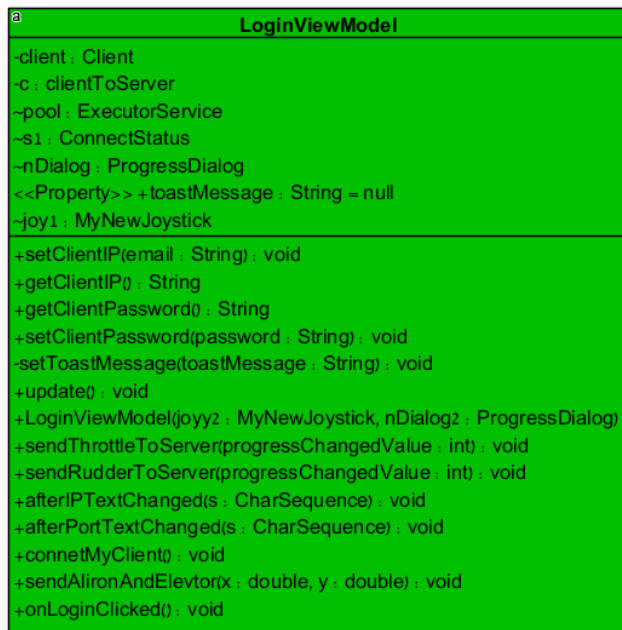 a
LoginViewModel
-client : Client
-c : clientToServer
~pool : ExecutorService
~s1 : ConnectStatus
~nDialog : ProgressDialog
<<Property>> +toastMessage : String = null
~joy1 : MyNewJoystick
+setClientIP(email : String) : void
+getClientIP() : String
+getClientPassword() : String
+setClientPassword(password : String) : void
-setToastMessage(toastMessage : String) : void
+update() : void
+LoginViewModel(joyy2 : MyNewJoystick, nDialog2 : ProgressDialog)
+sendThrottleToServer(progressChangedValue : int) : void
+sendRudderToServer(progressChangedValue : int) : void
+afterIPTextChanged(s : CharSequence) : void
+afterPortTextChanged(s : CharSequence) : void
+connetMyClient() : void
+sendAlironAndElevtor(x : double, y : double) : void
+onLoginClicked() : void